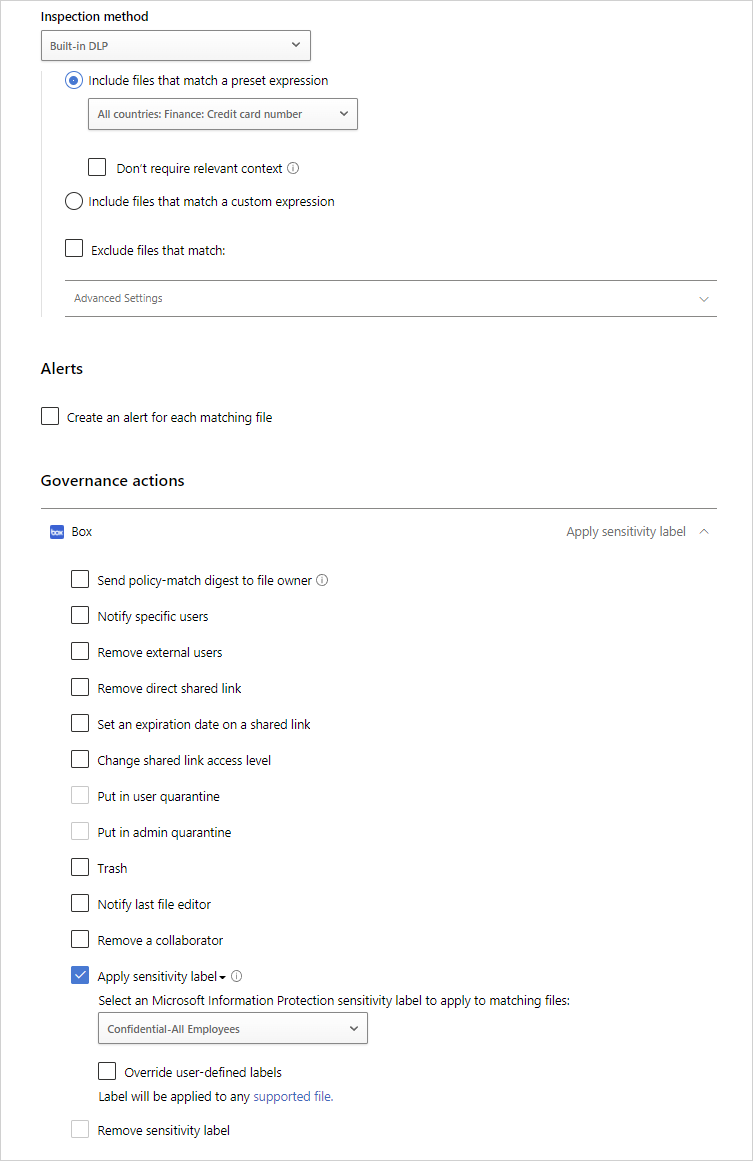 Inspection method
Built-in DLP
Include files that match a preset expression
All countries: Finance: Credit card number
Don't require relevant context
Include files that match a custom expression
Exclude files that match:
Advanced Settings
Alerts
Create an alert for each matching file
Governance actions
box Box Apply sensitivity label
Send policy-match digest to file owner
Notify specific users
Remove external users
Remove direct shared link
Set an expiration date on a shared link
Change shared link access level
Put in user quarantine
Put in admin quarantine
Trash
Notify last file editor
Remove a collaborator
Apply sensitivity label
Select an Microsoft Information Protection sensitivity label to apply to matching files:
Confidential-All Employees
Override user-defined labels
Label will be applied to any supported file.
Remove sensitivity label